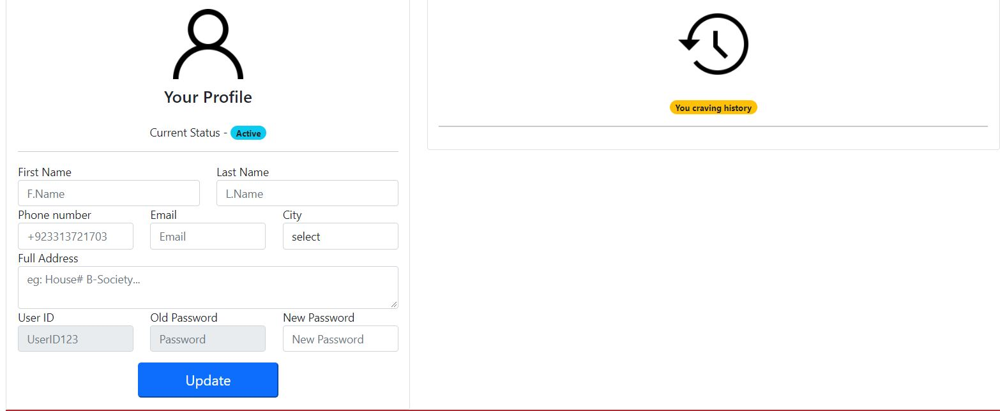 Your Profile
Current Status - Active
First Name Last Name
F.Name L.Name
Phone number Email City
+923313721703 Email select
Full Address
eg: House# B-Society...
User ID Old Password New Password
UserID123 Password New Password
Update
You craving history